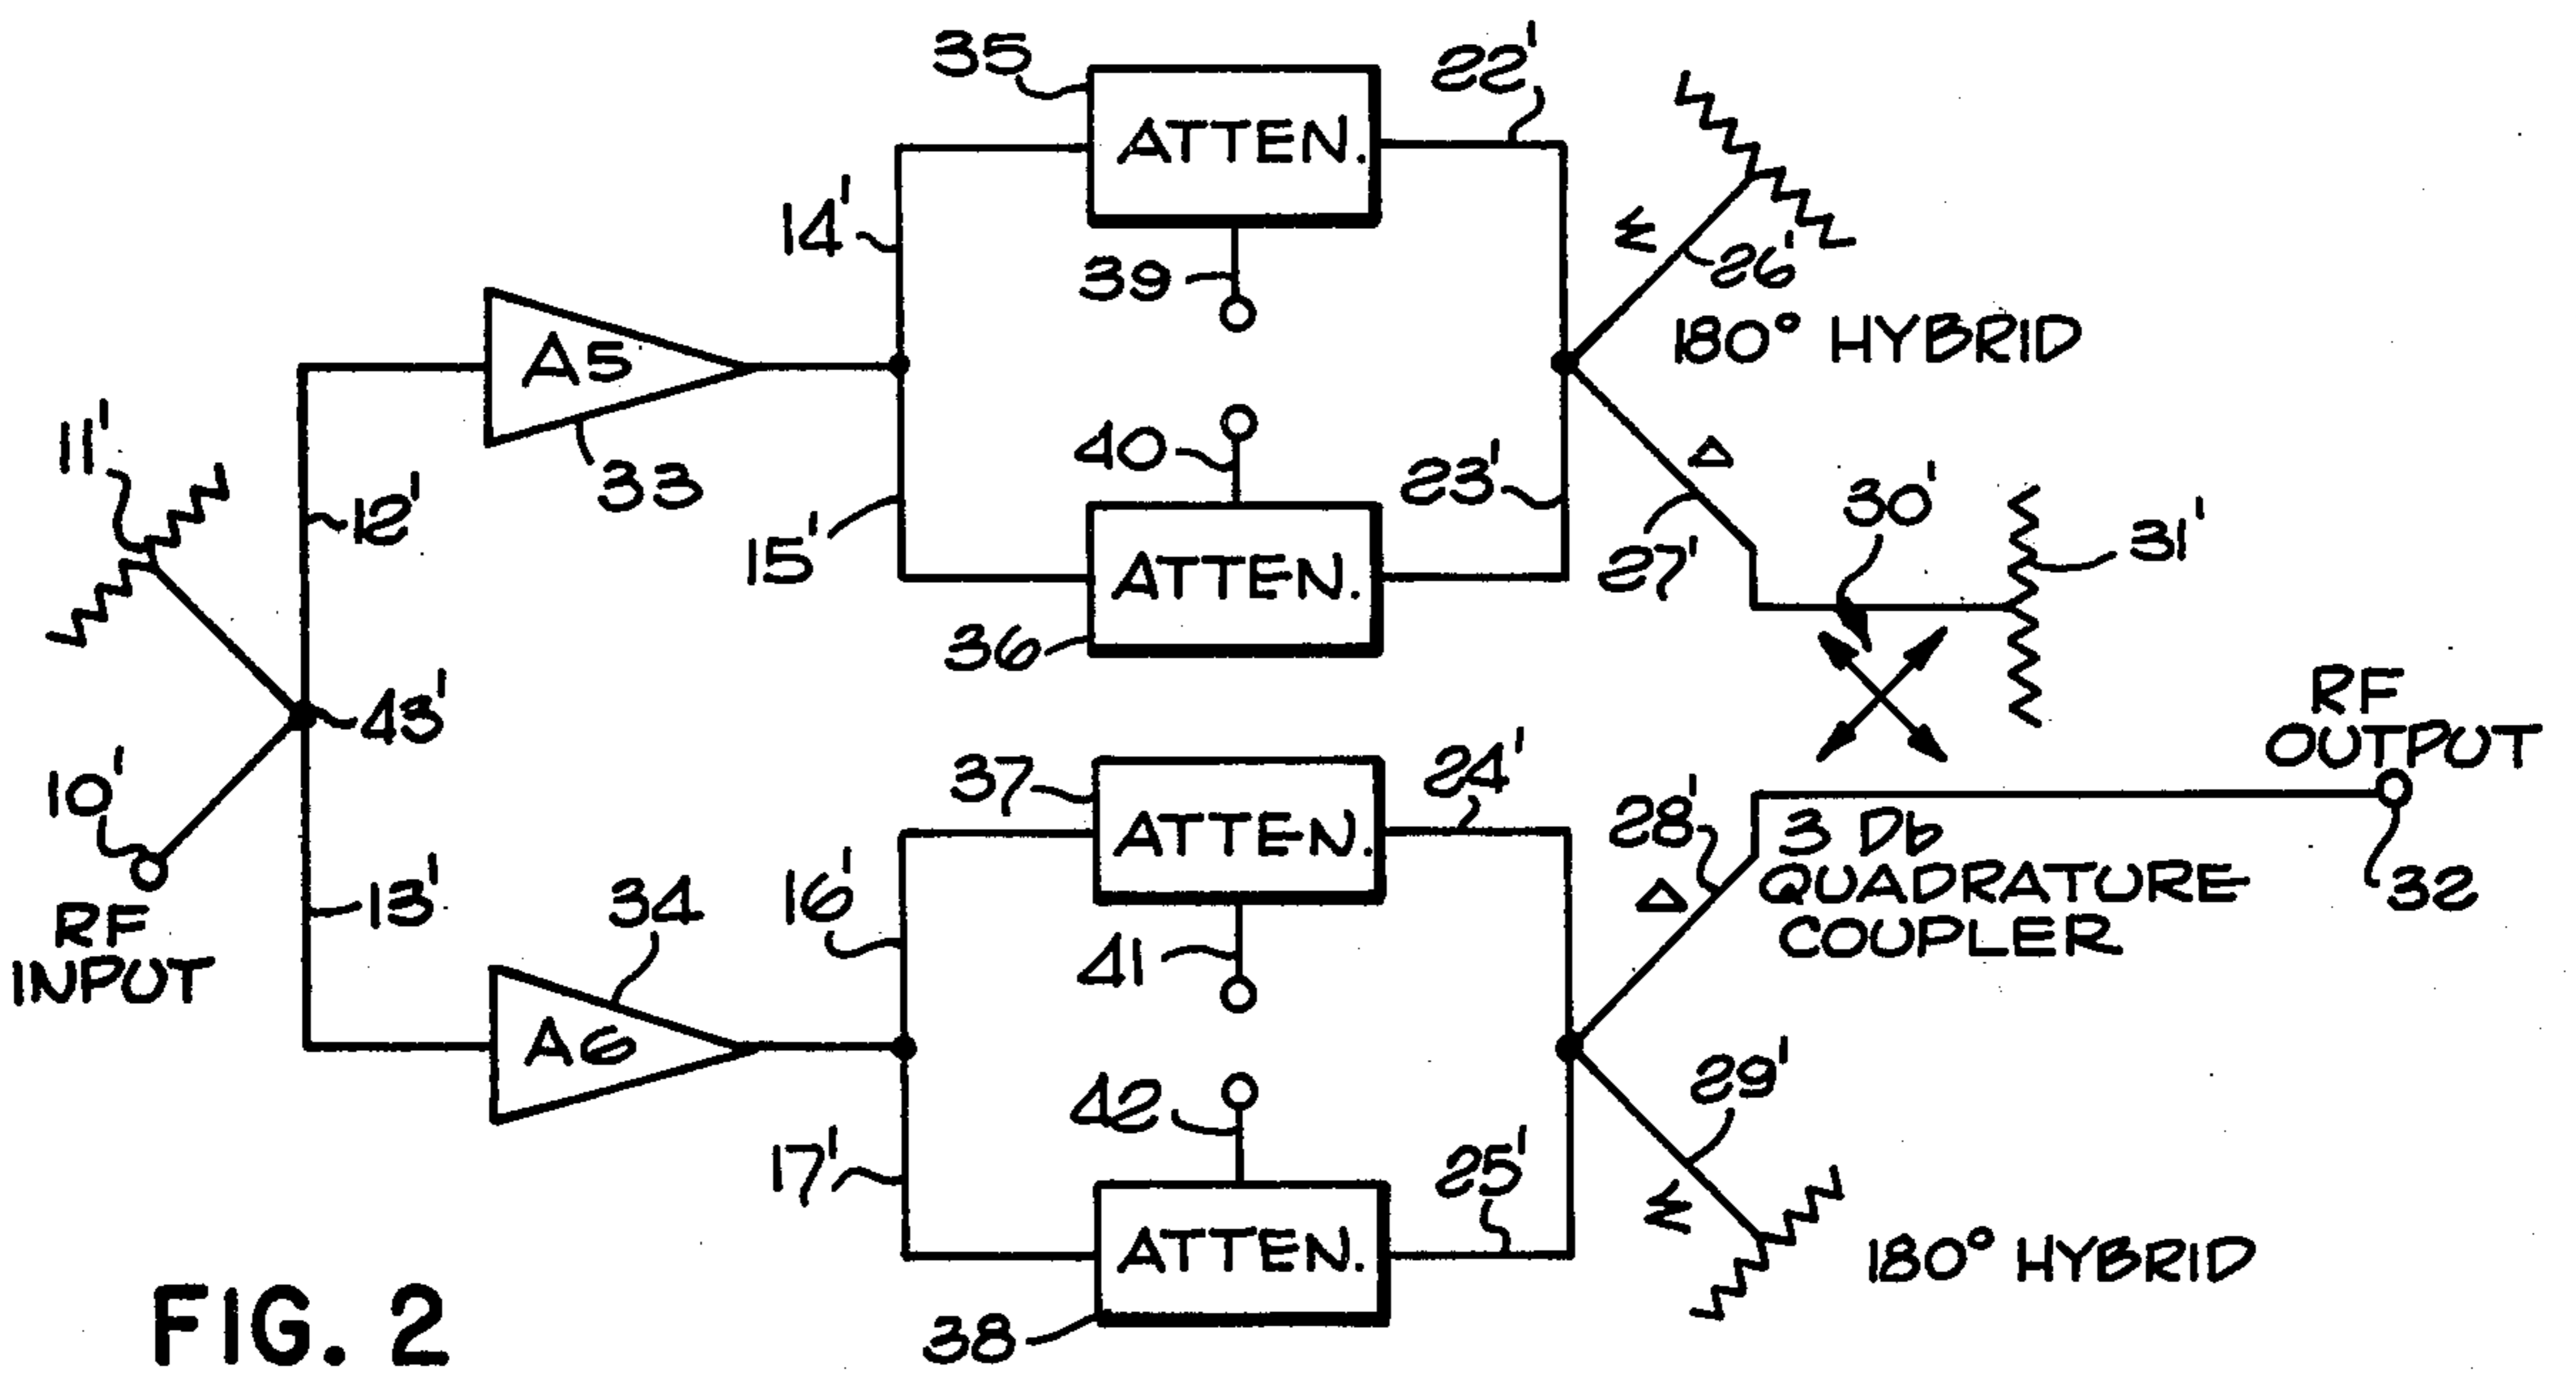 35
ATTEN.
22'
14'
39
Σ
26'
180° HYBRID
A5
33
11'
12'
40
23'
Δ
30'
31'
15'
27'
ATTEN.
36
43'
10'
RF
INPUT
13'
RF
OUTPUT
37
ATTEN.
24'
28'
3 Db
QUADRATURE
COUPLER
Δ
32
34
16'
41
A6
42
29'
17'
25'
Σ
ATTEN.
180° HYBRID
38
FIG. 2